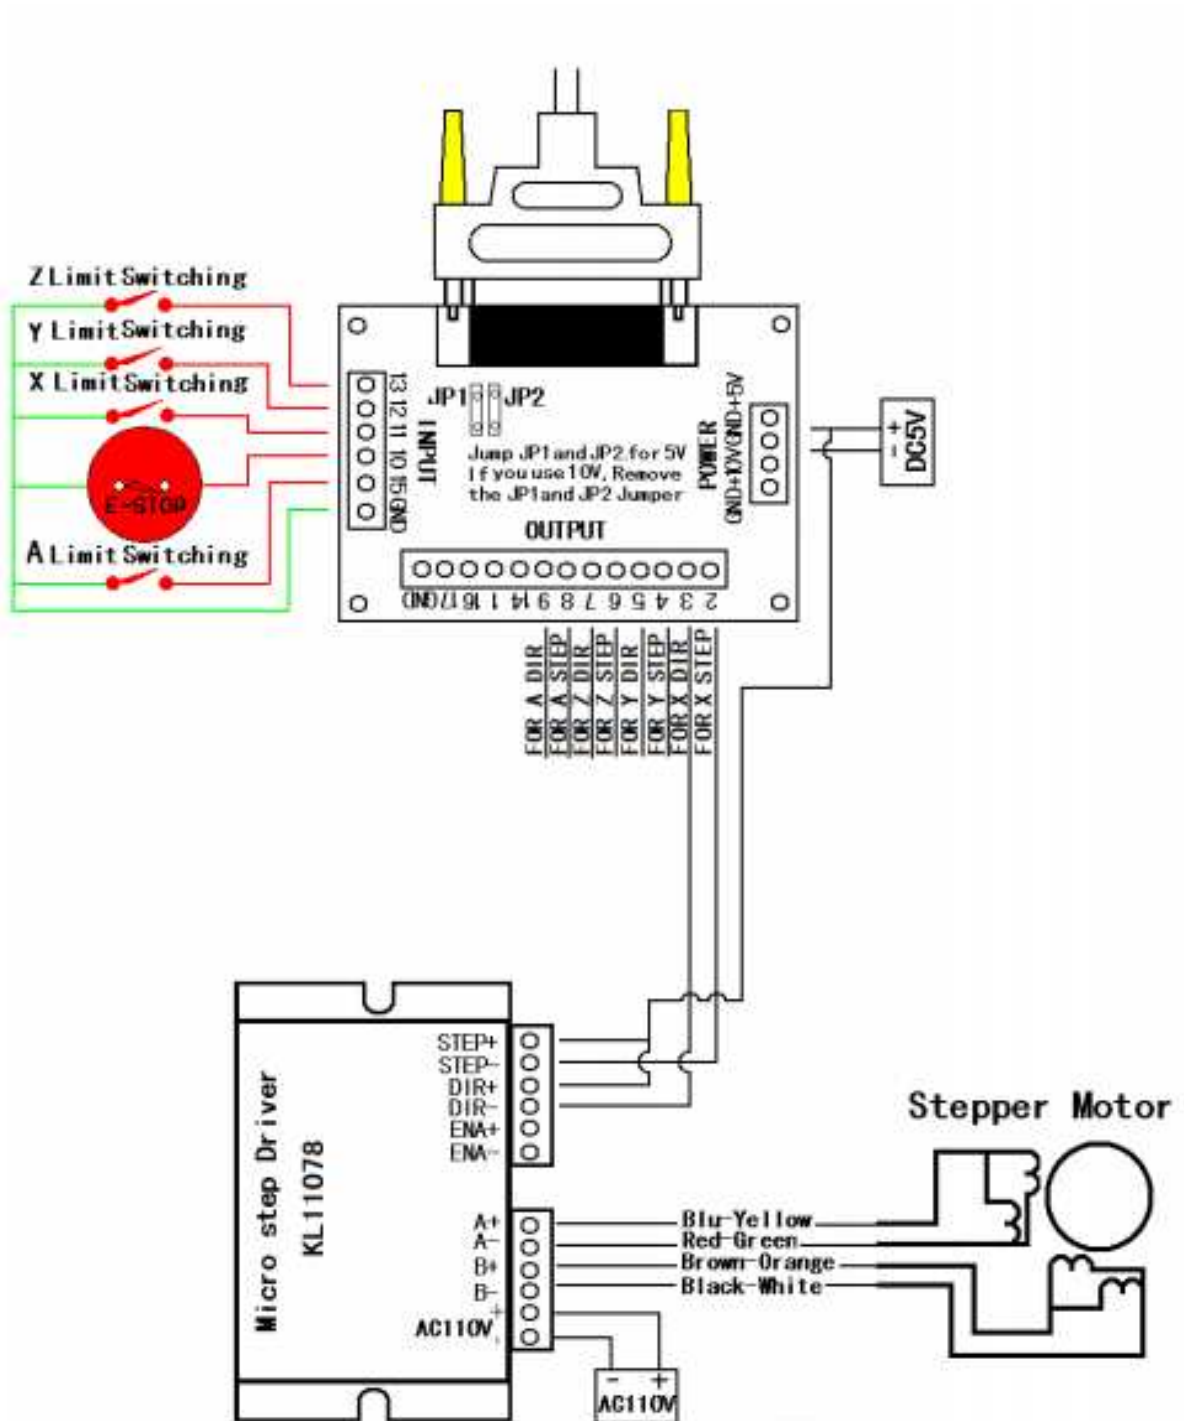 Z Limit Switching
Y Limit Switching
X Limit Switching
E-STOP
A Limit Switching
13 12 11 10 15 GND
INPUT
JP1 JP2
Jump JP1 and JP2 for 5V
If you use 10V, Remove
the JP1 and JP2 Jumper
POWER
GND+10VGND+5V
+
-
DC5V
OUTPUT
GND 17 16 1 14 9 8 7 6 5 4 3 2
FOR A DIR
FOR A STEP
FOR Z DIR
FOR Z STEP
FOR Y DIR
FOR Y STEP
FOR X DIR
FOR X STEP
Micro step Driver
KL11078
STEP+
STEP-
DIR+
DIR-
ENA+
ENA-
A+
A-
B+
B-
+
AC110V
-
Stepper Motor
Blu-Yellow
Red-Green
Brown-Orange
Black-White
- +
AC110V